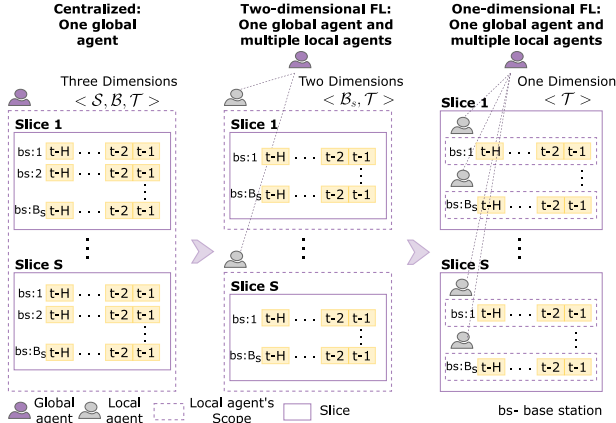 Centralized:
One global
agent
Three Dimensions
< S, B, T >
Slice 1
bs:1 t-H . . . . t-2 t-1
bs:2 t-H . . . . t-2 t-1
bs:Bs t-H . . . . t-2 t-1
Slice S
bs:1 t-H . . . . t-2 t-1
bs:2 t-H . . . . t-2 t-1
bs:Bs t-H . . . . t-2 t-1
Two-dimensional FL:
One global agent and
multiple local agents
Two Dimensions
< Bs, T >
Slice 1
bs:1 t-H . . . . t-2 t-1
bs:Bs t-H . . . . t-2 t-1
Slice S
bs:1 t-H . . . . t-2 t-1
bs:Bs t-H . . . . t-2 t-1
One-dimensional FL:
One global agent and
multiple local agents
One Dimension
< T >
Slice 1
bs:1 t-H . . . . t-2 t-1
bs:Bs t-H . . . . t-2 t-1
Slice S
bs:1 t-H . . . . t-2 t-1
bs:Bs t-H . . . . t-2 t-1
Global
agent
Local
agent
Local agent's
Scope
Slice
bs- base station